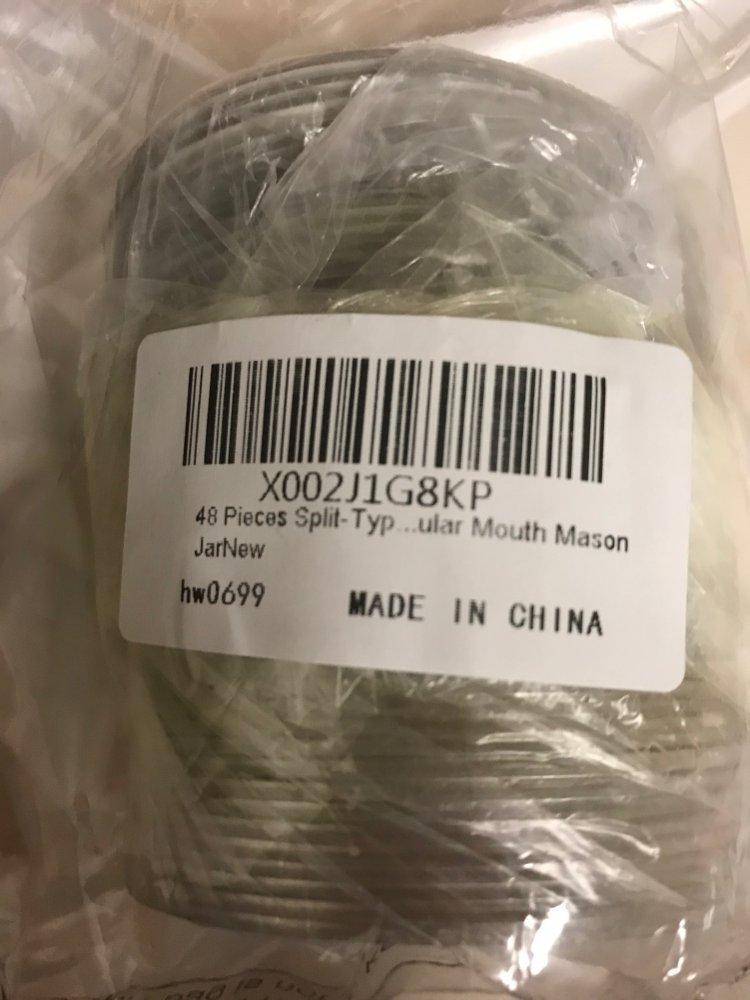 X002J1G8KP
48 Pieces Split-Typ...ular Mouth Mason
JarNew
hw0699
MADE IN CHINA